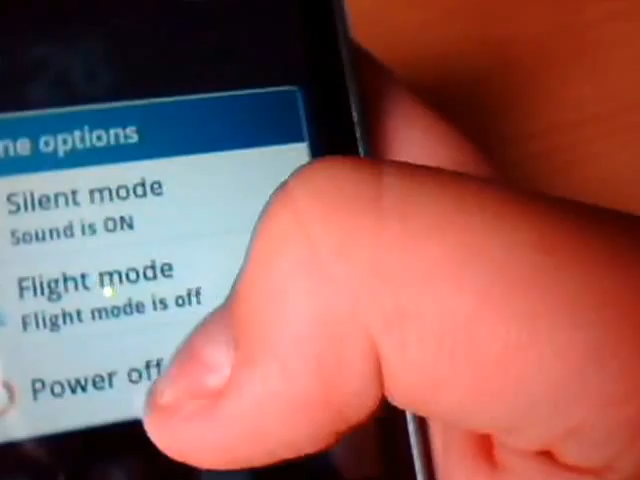 ne options
Silent mode
Sound is ON
Flight mode
Flight mode is off
Power off